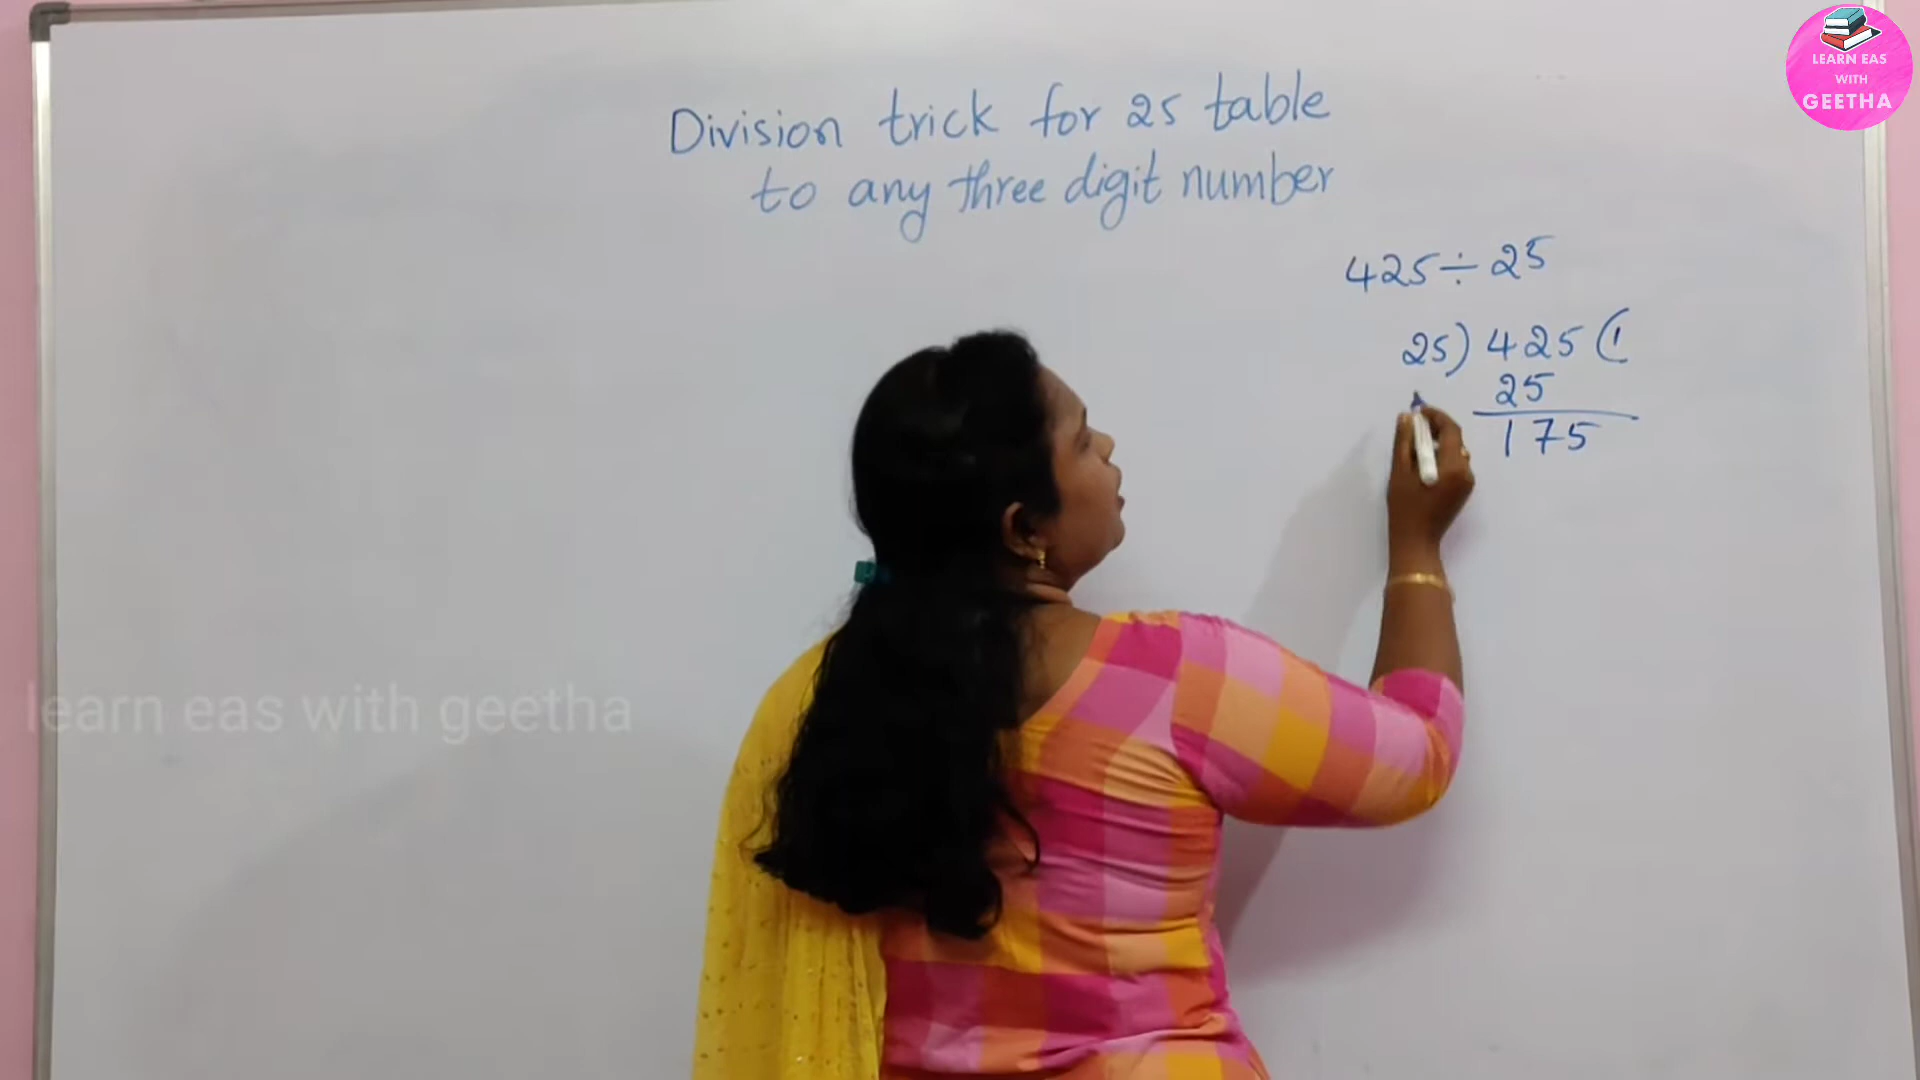 Division trick for 25 table
to any three digit number
425÷25
25)425(1
25
175
LEARN EAS
WITH
GEETHA
learn eas with geetha